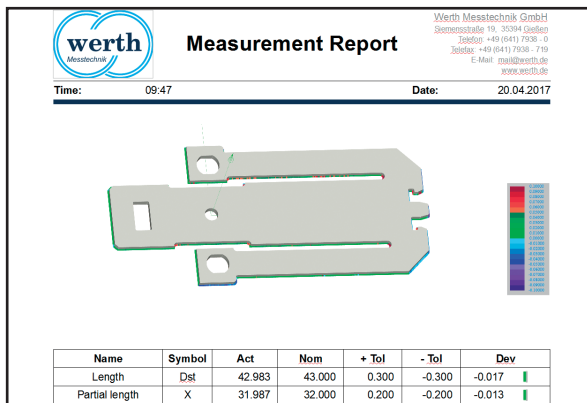 werth
Messtechnik
Measurement Report
Werth Messtechnik GmbH
Siemensstraße 19, 35394 Gießen
Telefon: +49 (641) 7938 - 0
Telefax: +49 (641) 7938 - 719
E-Mail: mail@werth.de
www.werth.de
Time: 09:47 Date: 20.04.2017
Name Symbol Act Nom + Tol - Tol Dev
Length Dst 42.983 43.000 0.300 -0.300 -0.017
Partial length X 31.987 32.000 0.200 -0.200 -0.013